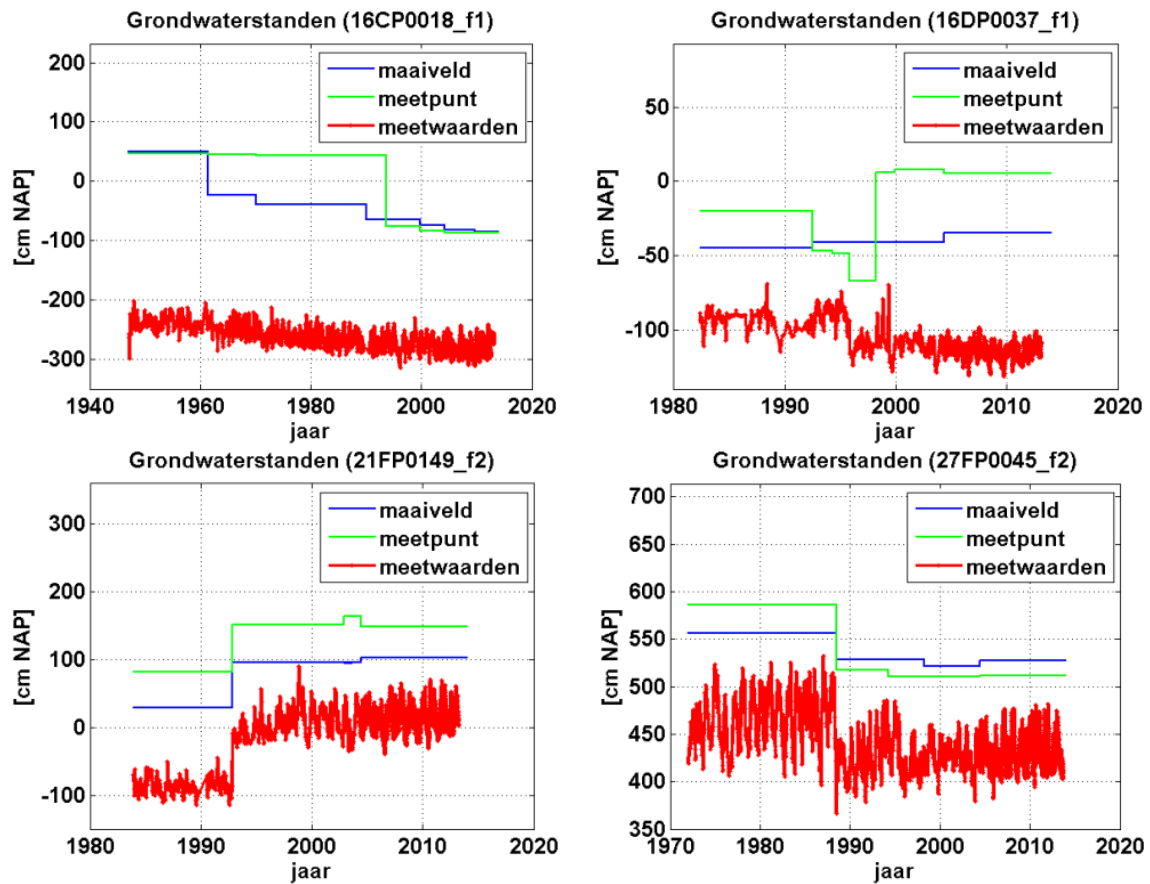 Grondwaterstanden (16CP0018_f1)
[cm NAP]
200
100
0
-100
-200
-300
maaiveld
meetpunt
meetwaarden
1940 1960 1980 2000 2020
jaar
Grondwaterstanden (16DP0037_f1)
[cm NAP]
50
0
-50
-100
maaiveld
meetpunt
meetwaarden
1980 1990 2000 2010 2020
jaar
Grondwaterstanden (21FP0149_f2)
[cm NAP]
300
200
100
0
-100
maaiveld
meetpunt
meetwaarden
1980 1990 2000 2010 2020
jaar
Grondwaterstanden (27FP0045_f2)
[cm NAP]
700
650
600
550
500
450
400
350
maaiveld
meetpunt
meetwaarden
1970 1980 1990 2000 2010 2020
jaar